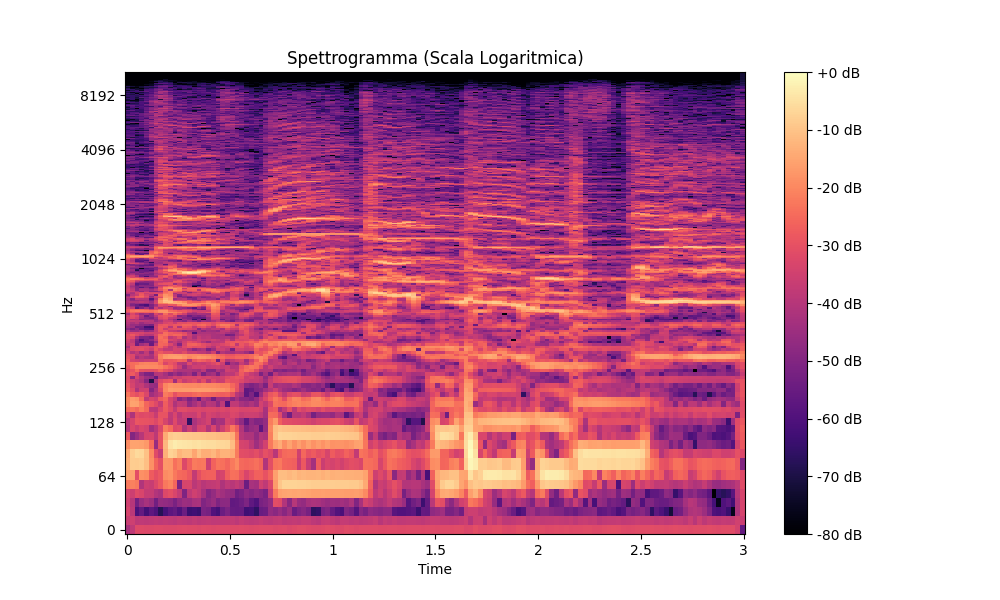 Spettrogramma (Scala Logaritmica)
Hz
8192
4096
2048
1024
512
256
128
64
0
0
0.5
1
1.5
2
2.5
3
Time
+0 dB
-10 dB
-20 dB
-30 dB
-40 dB
-50 dB
-60 dB
-70 dB
-80 dB